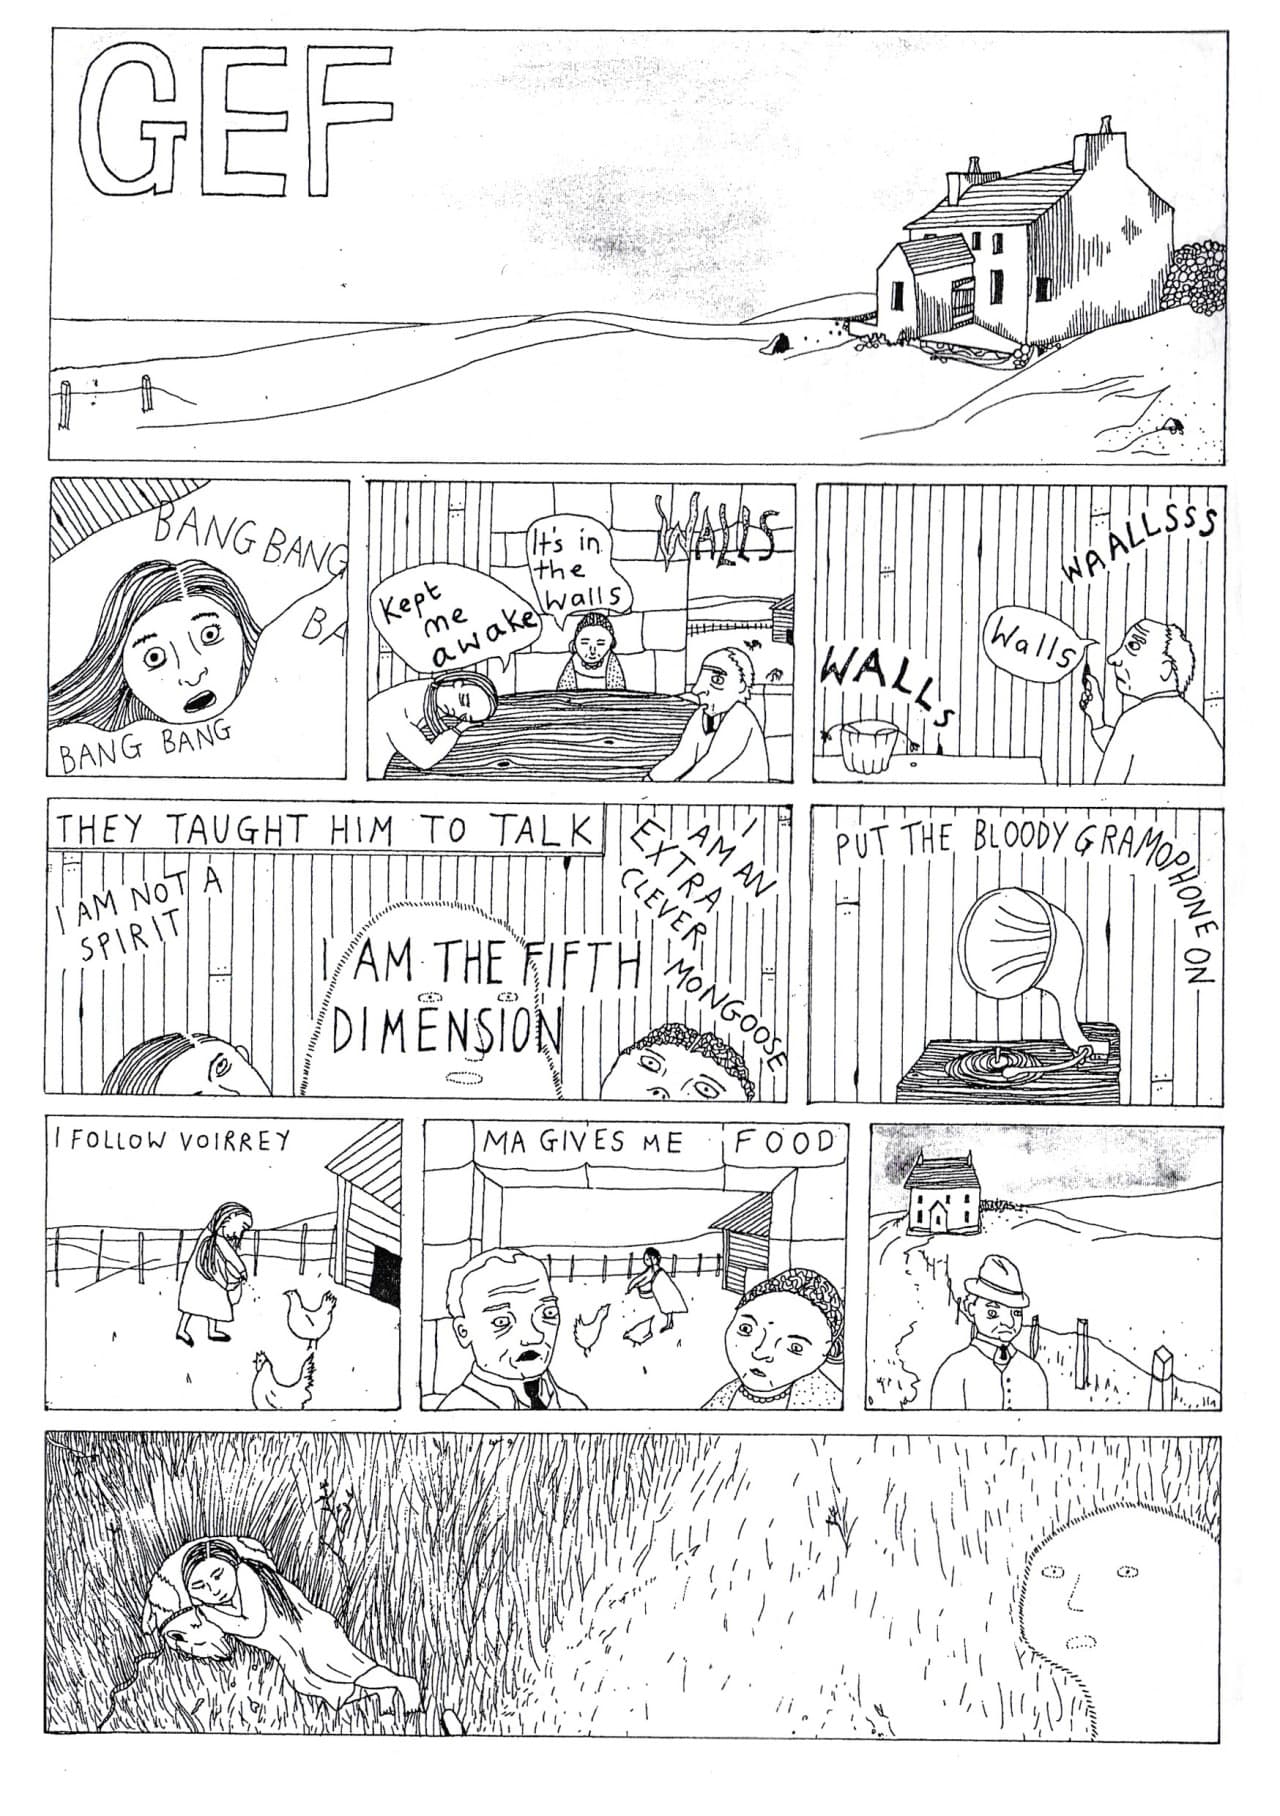 GEF
BANG BANG
BA
BANG BANG
Kept
me
awake
It's in
the
walls
WALLS
WALLS
Walls
WAALLSSS
THEY TAUGHT HIM TO TALK
I AM NOT A
SPIRIT
I AM THE FIFTH
DIMENSION
I
AM AN
EXTRA
CLEVER
MONGOOSE
PUT THE BLOODY GRAMOPHONE ON
I FOLLOW VOIRREY
MA GIVES ME FOOD